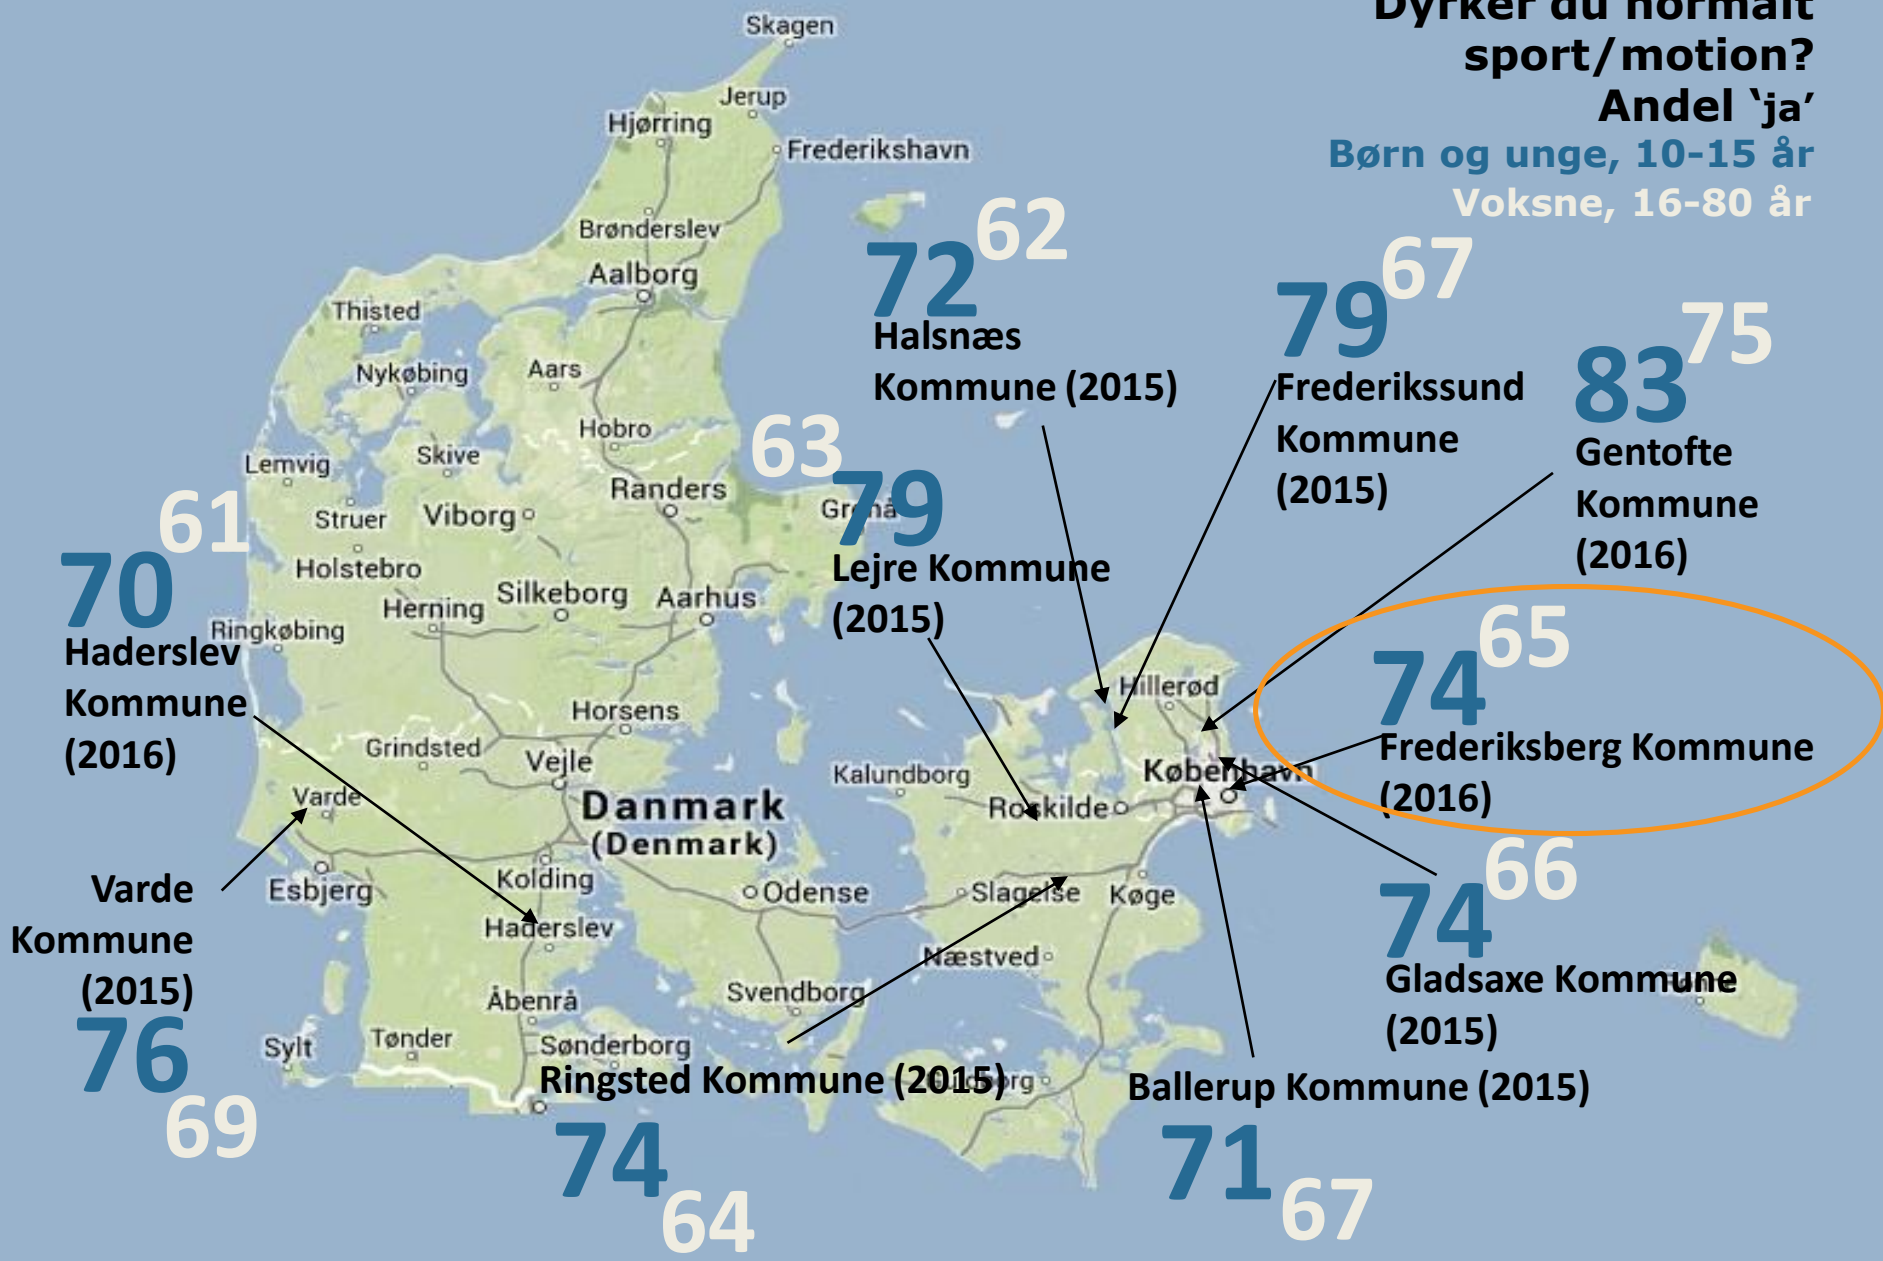 Dyrker du normalt
sport/motion?
Andel ‘ja’
Børn og unge, 10-15 år
Voksne, 16-80 år
Skagen
Jerup
Hjørring
Frederikshavn
Brønderslev
Aalborg
Thisted
Nykøbing
Aars
Hobro
Lemvig
Skive
Randers
Struer
Viborg
Holstebro
Herning
Silkeborg
Aarhus
Ringkøbing
Horsens
Grindsted
Vejle
Varde
Danmark
(Denmark)
Esbjerg
Kolding
Odense
Haderslev
Åbenrå
Svendborg
Sylt
Tønder
Sønderborg
Hillerød
Kalundborg
København
Roskilde
Slagelse
Køge
Næstved
72 62
Halsnæs
Kommune (2015)
79 67
Frederikssund
Kommune
(2015)
83 75
Gentofte
Kommune
(2016)
63
79
Lejre Kommune
(2015)
61
70
Haderslev
Kommune
(2016)
74 65
Frederiksberg Kommune
(2016)
74 66
Gladsaxe Kommune
(2015)
Varde
Kommune
(2015)
76
69
Ringsted Kommune (2015)
74
64
Ballerup Kommune (2015)
71
67